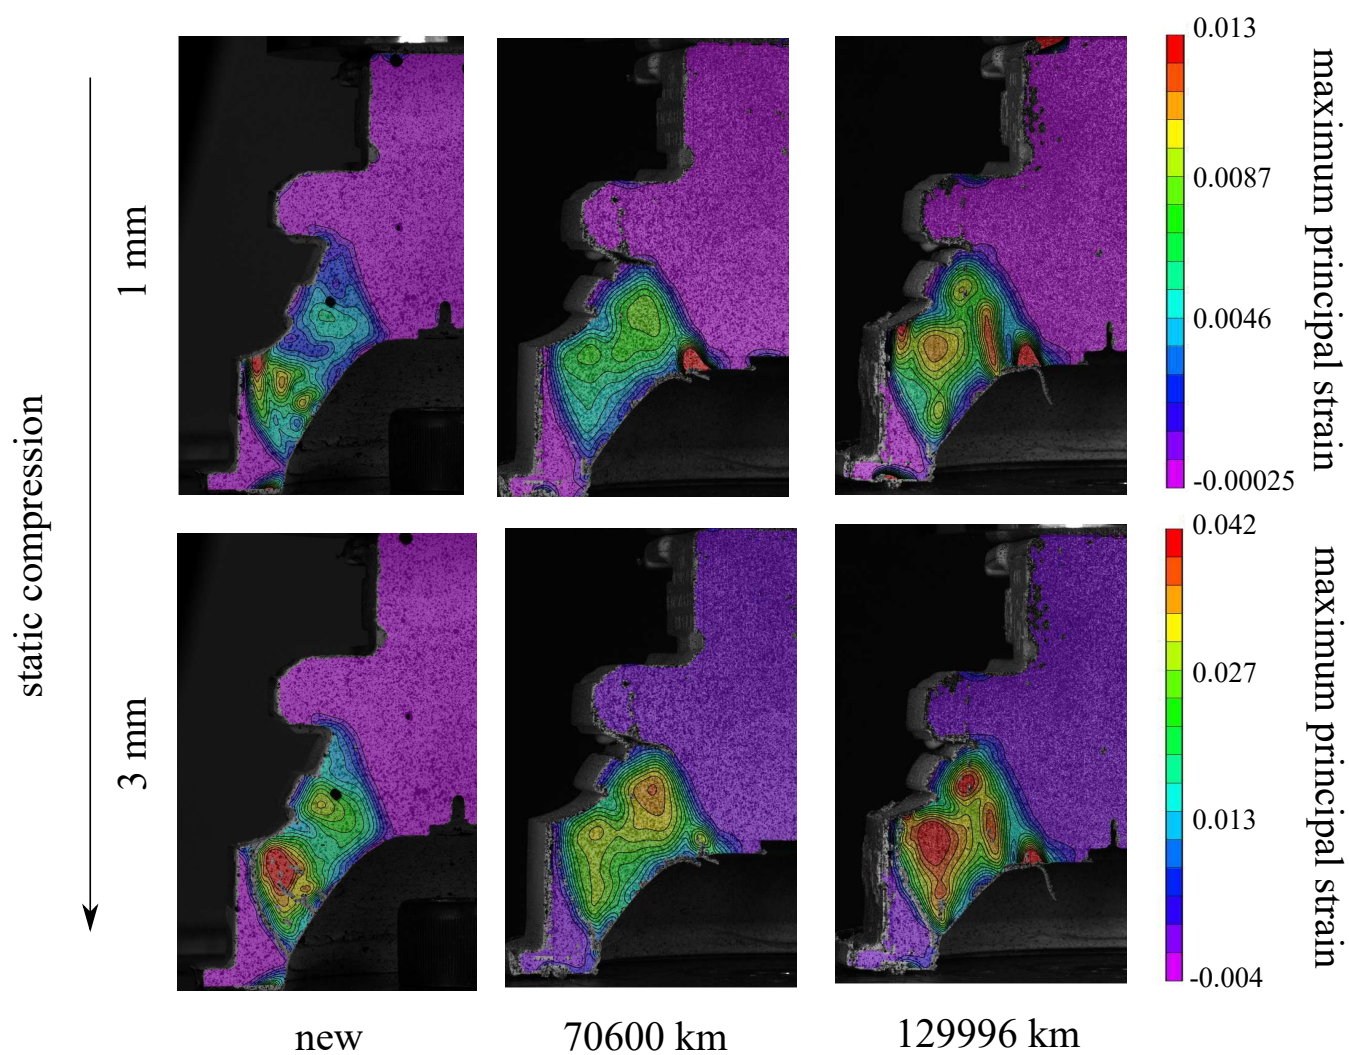 static compression
1 mm
3 mm
0.013
0.0087
0.0046
-0.00025
maximum principal strain
0.042
0.027
0.013
-0.004
maximum principal strain
new
70600 km
129996 km